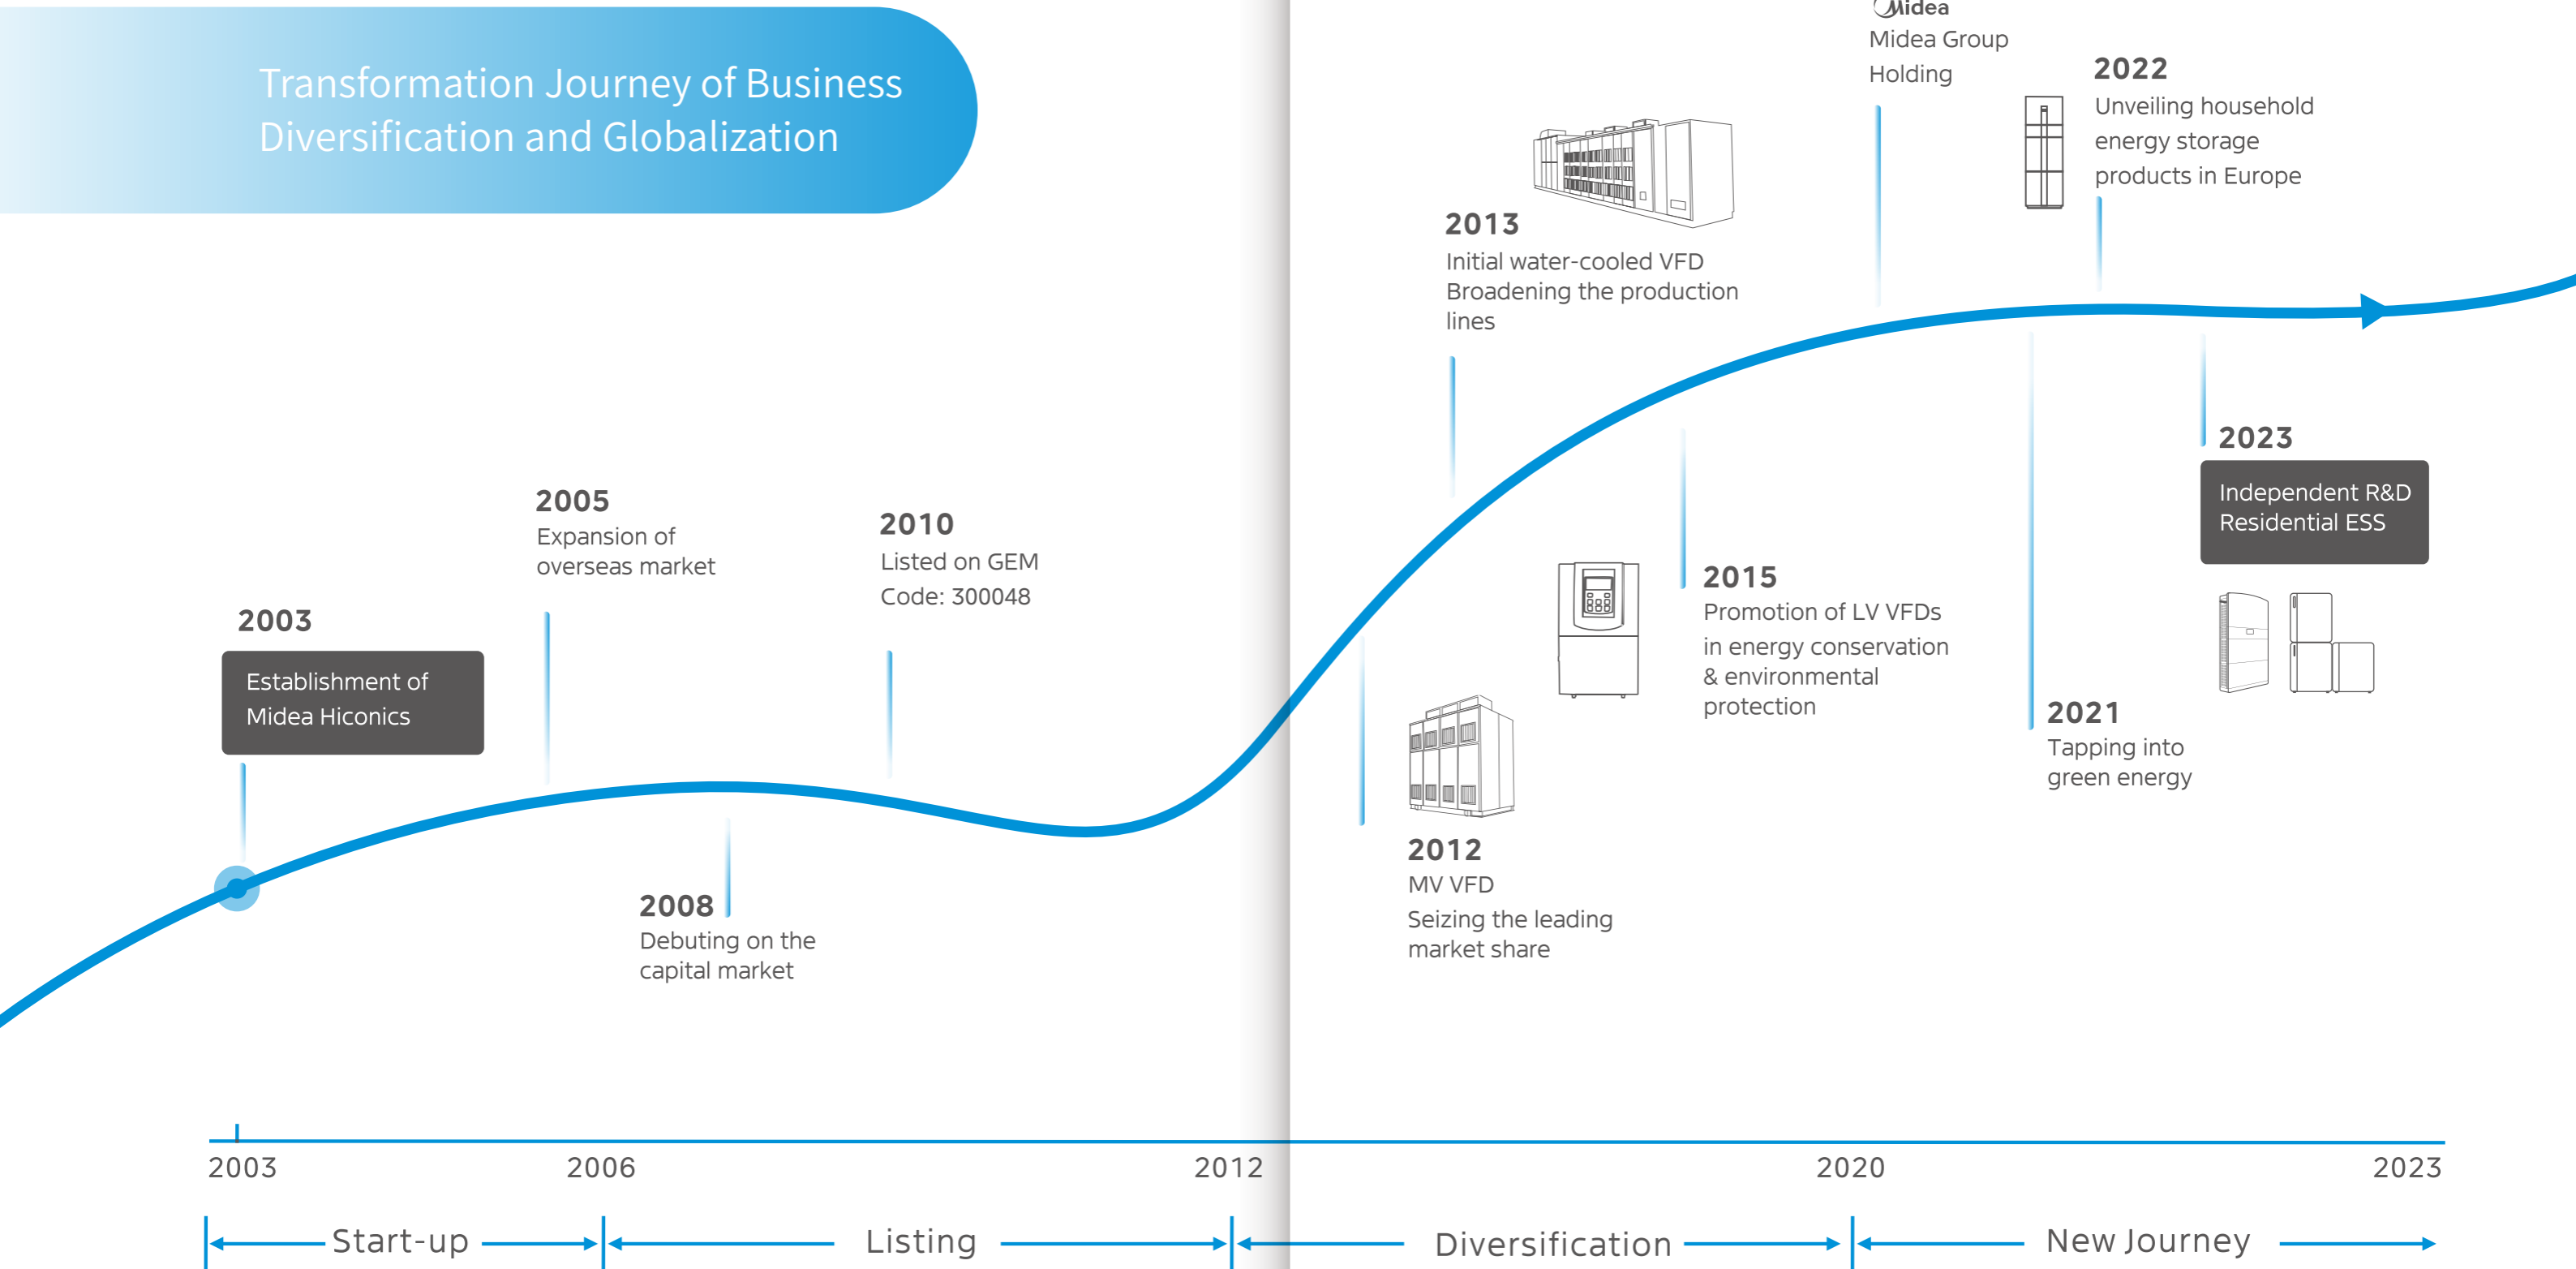 Transformation Journey of Business
Diversification and Globalization
2003
Establishment of
Midea Hiconics
2005
Expansion of
overseas market
2008
Debuting on the
capital market
2010
Listed on GEM
Code: 300048
2012
MV VFD
Seizing the leading
market share
2013
Initial water-cooled VFD
Broadening the production
lines
2015
Promotion of LV VFDs
in energy conservation
& environmental
protection
Midea
Midea Group
Holding
2021
Tapping into
green energy
2022
Unveiling household
energy storage
products in Europe
2023
Independent R&D
Residential ESS
2003
2006
2012
2020
2023
Start-up
Listing
Diversification
New Journey